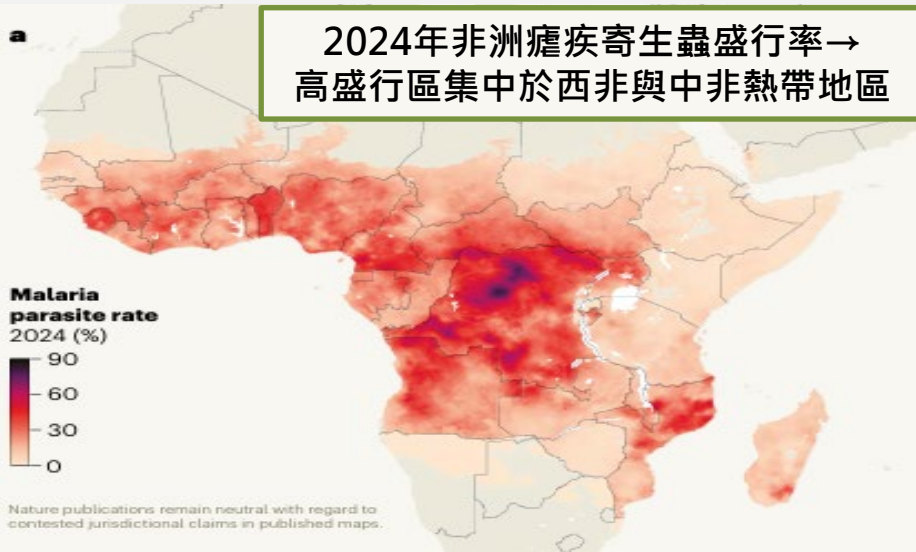 a
2024年非洲瘧疾寄生蟲盛行率→
高盛行區集中於西非與中非熱帶地區
Malaria
parasite rate
2024 (%)
90
60
30
0
Nature publications remain neutral with regard to
contested jurisdictional claims in published maps.